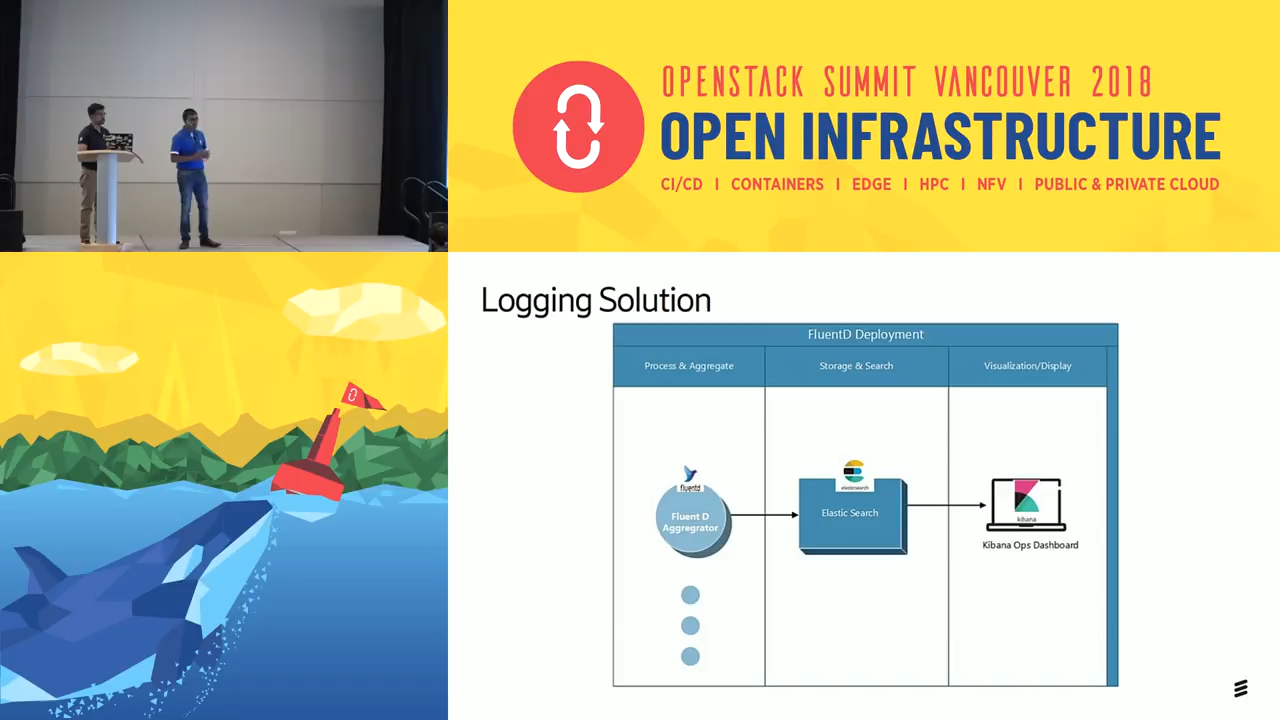 OPENSTACK SUMMIT VANCOUVER 2018
OPEN INFRASTRUCTURE
CI/CD | CONTAINERS | EDGE | HPC | NFV | PUBLIC & PRIVATE CLOUD
Logging Solution
FluentD Deployment
Process & Aggregate
Storage & Search
Visualization/Display
fluentd
Fluent D
Aggregrator
elasticsearch
Elastic Search
kibana
Kibana Ops Dashboard